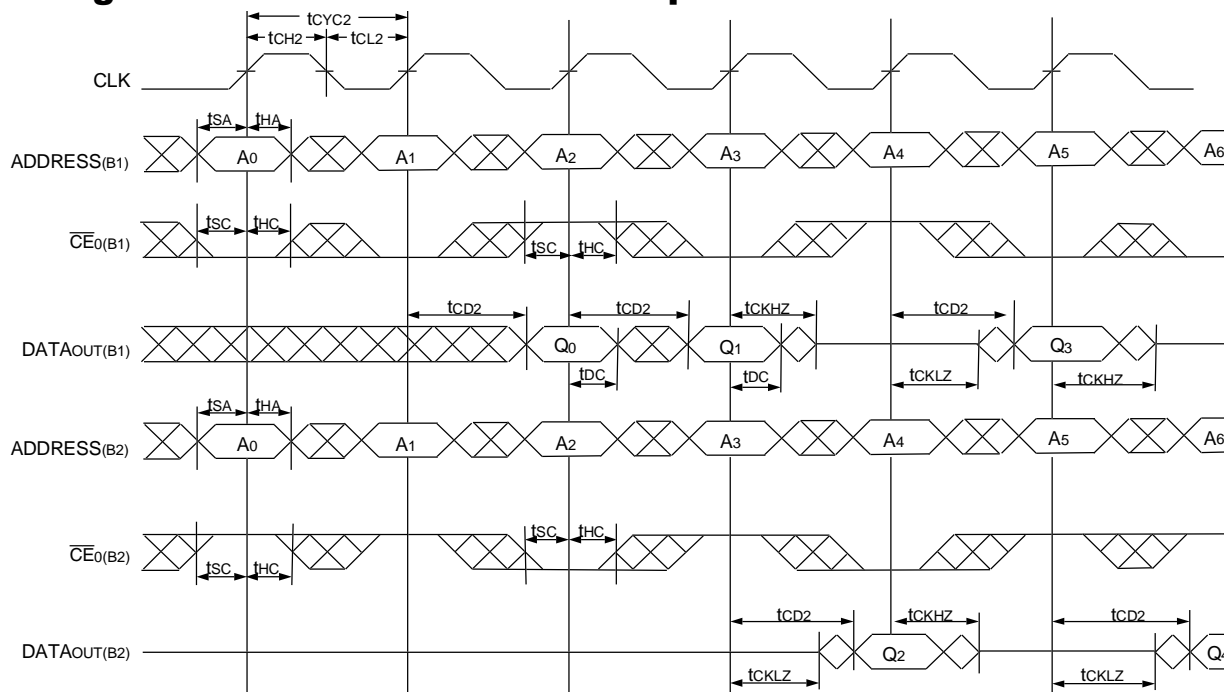 tCYC2
tCH2 tCL2
CLK
tSA tHA
ADDRESS(B1) A0 A1 A2 A3 A4 A5 A6
tSC tHC
CE0(B1)
tSC tHC
tCD2 tCD2 tCKHZ tCD2
DATAOUT(B1) Q0 Q1 Q3
tDC tDC tCKLZ tCKHZ
tSA tHA
ADDRESS(B2) A0 A1 A2 A3 A4 A5 A6
tSC tHC
CE0(B2)
tSC tHC
tCD2 tCKHZ tCD2
DATAOUT(B2) Q2 Q4
tCKLZ tCKLZ